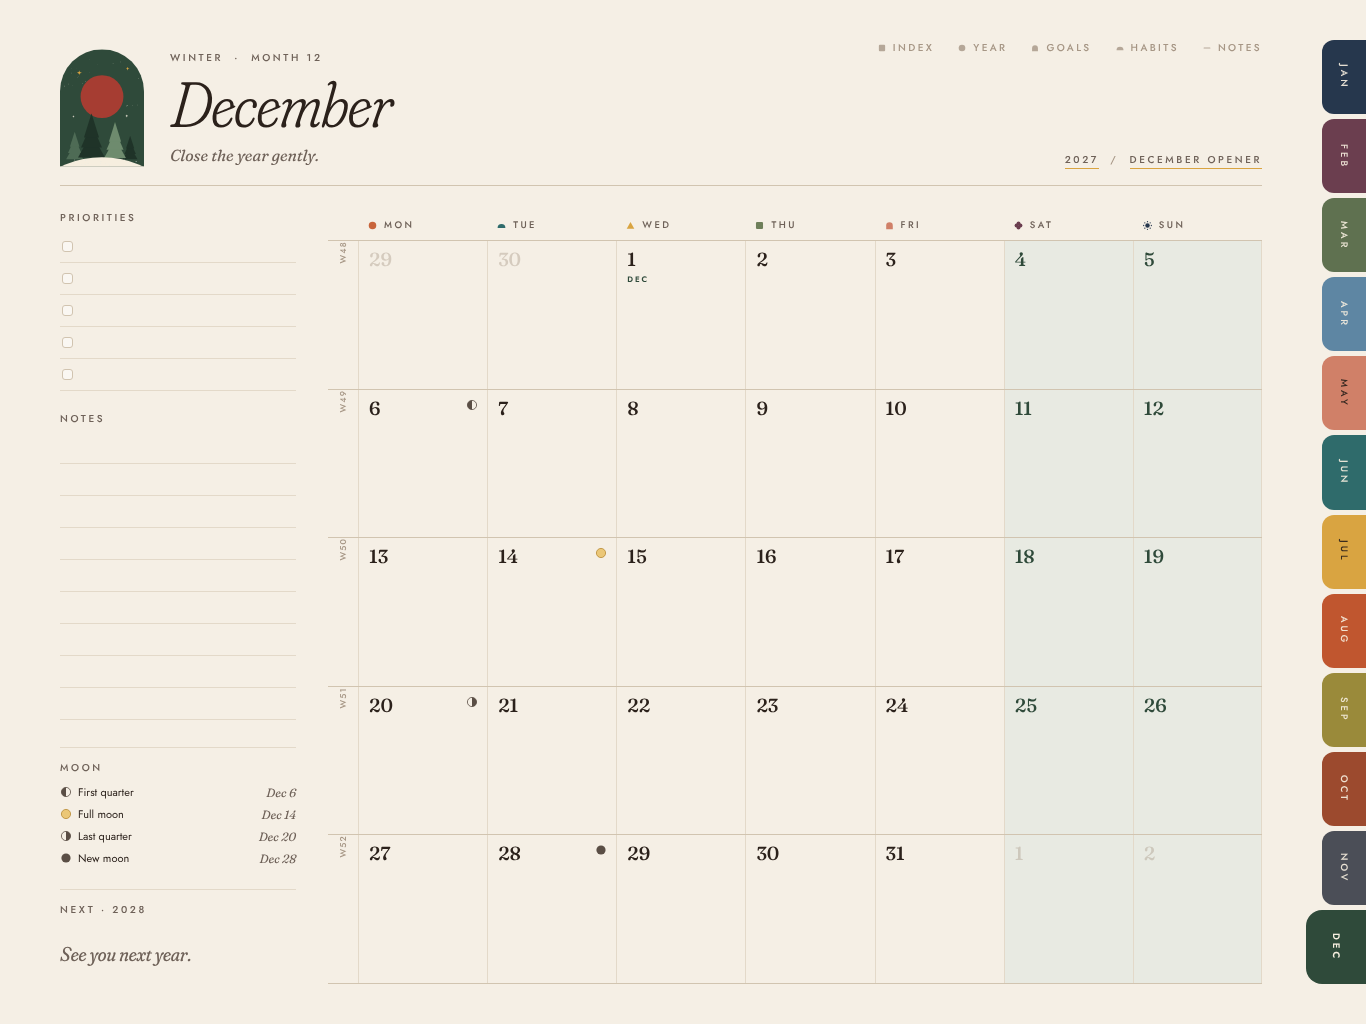 WINTER · MONTH 12
December
Close the year gently.
INDEX YEAR GOALS HABITS NOTES
2027 / DECEMBER OPENER
PRIORITIES
NOTES
MOON
First quarter Dec 6
Full moon Dec 14
Last quarter Dec 20
New moon Dec 28
NEXT · 2028
See you next year.
MON TUE WED THU FRI SAT SUN
W48 29 30 1 2 3 4 5
DEC
W49 6 7 8 9 10 11 12
W50 13 14 15 16 17 18 19
W51 20 21 22 23 24 25 26
W52 27 28 29 30 31 1 2
JAN
FEB
MAR
APR
MAY
JUN
JUL
AUG
SEP
OCT
NOV
DEC